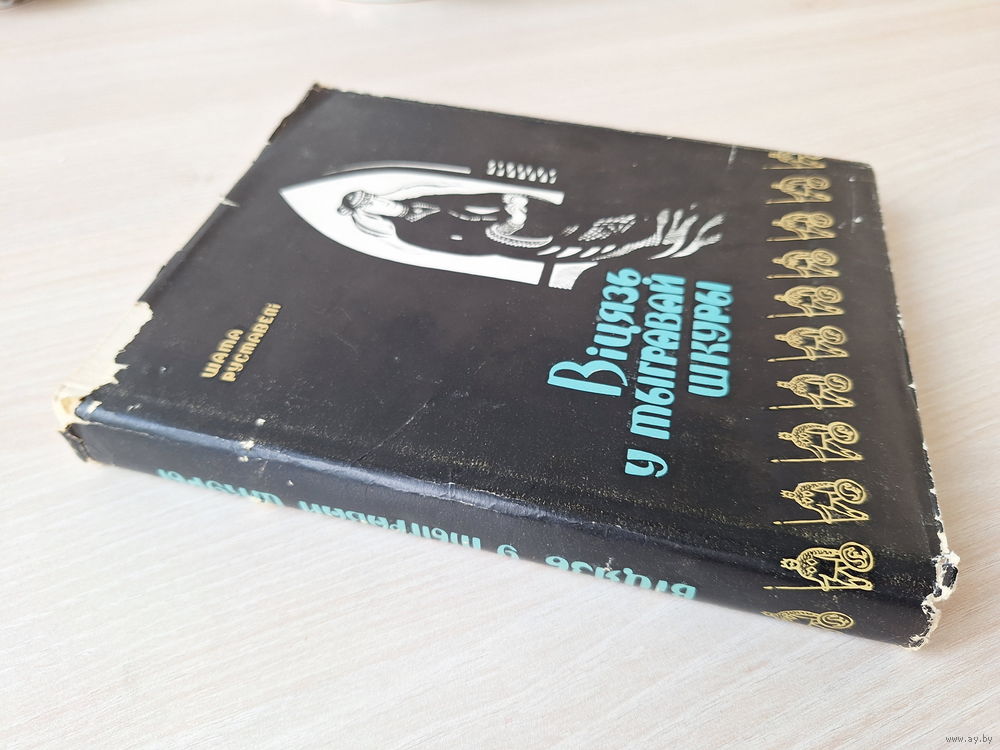 ШАТА
РУСТАВЕЛІ
Віцязь
у тыгравай
шкуры
Віцязь у тыгравай шкуры
www.ay.by